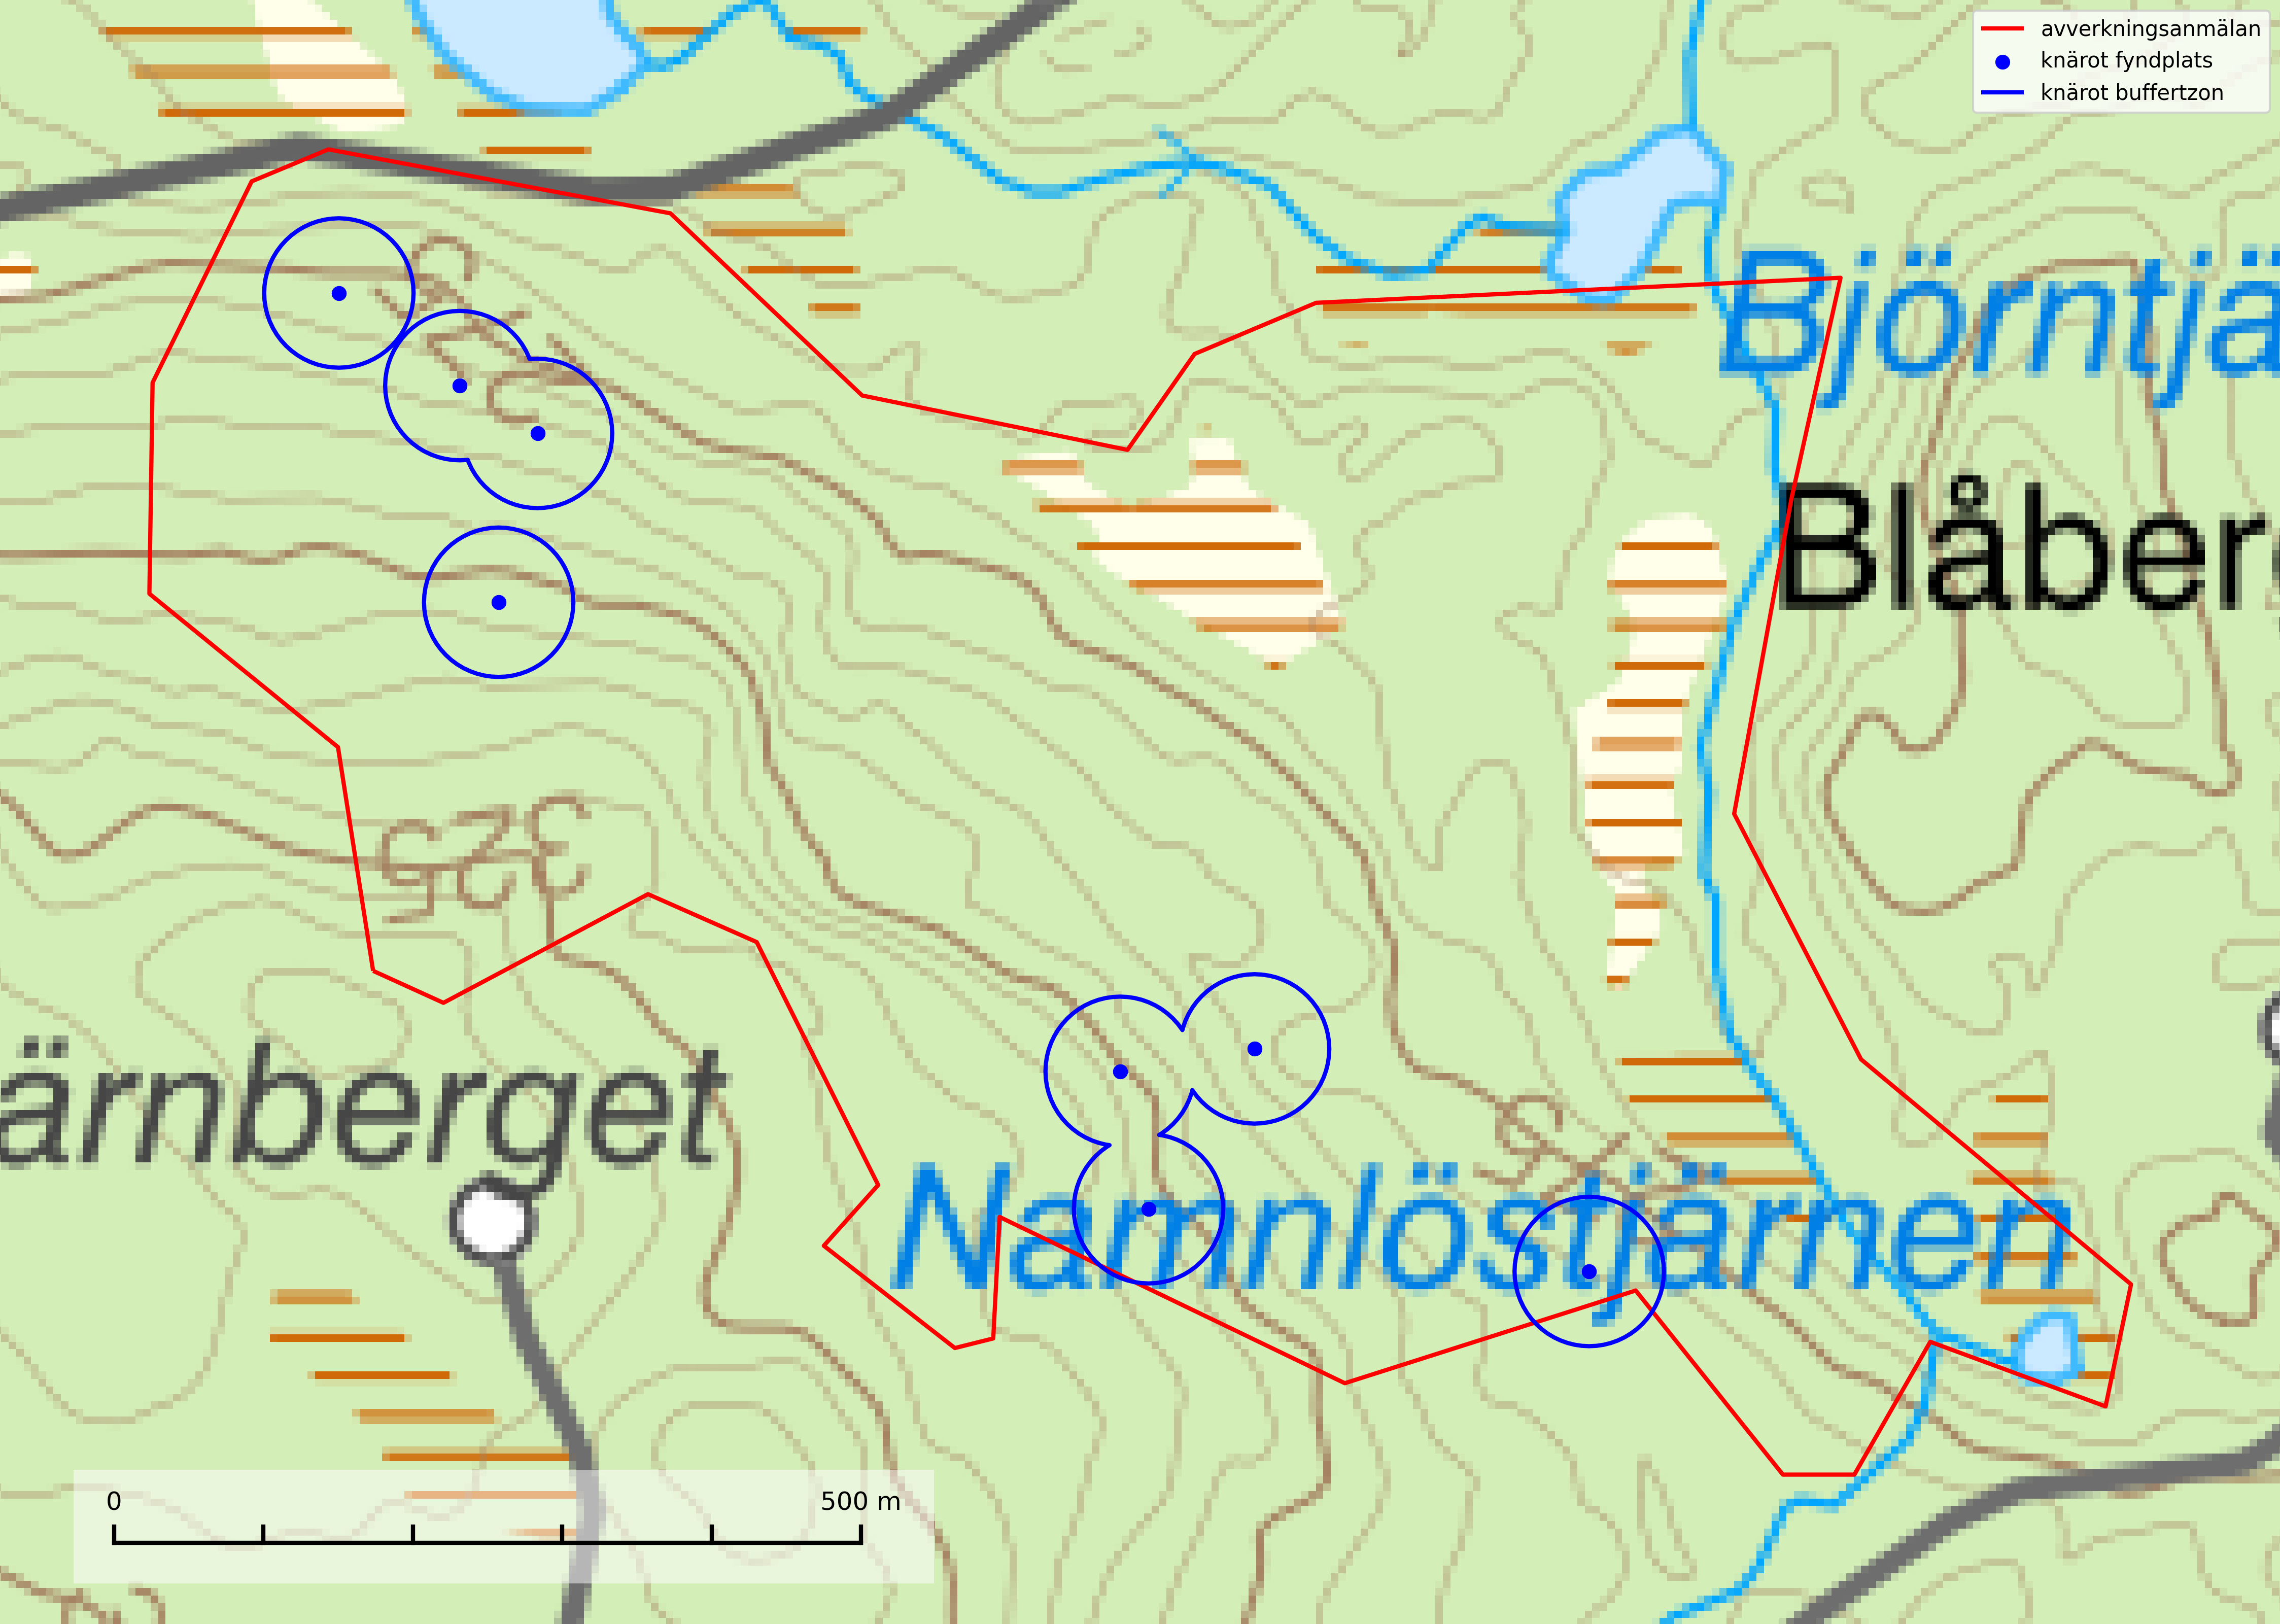 avverkningsanmälan
knärot fyndplats
knärot buffertzon
Björntjä
Blåber
325
ärnberget
Namnlöstjärnen
0
500 m